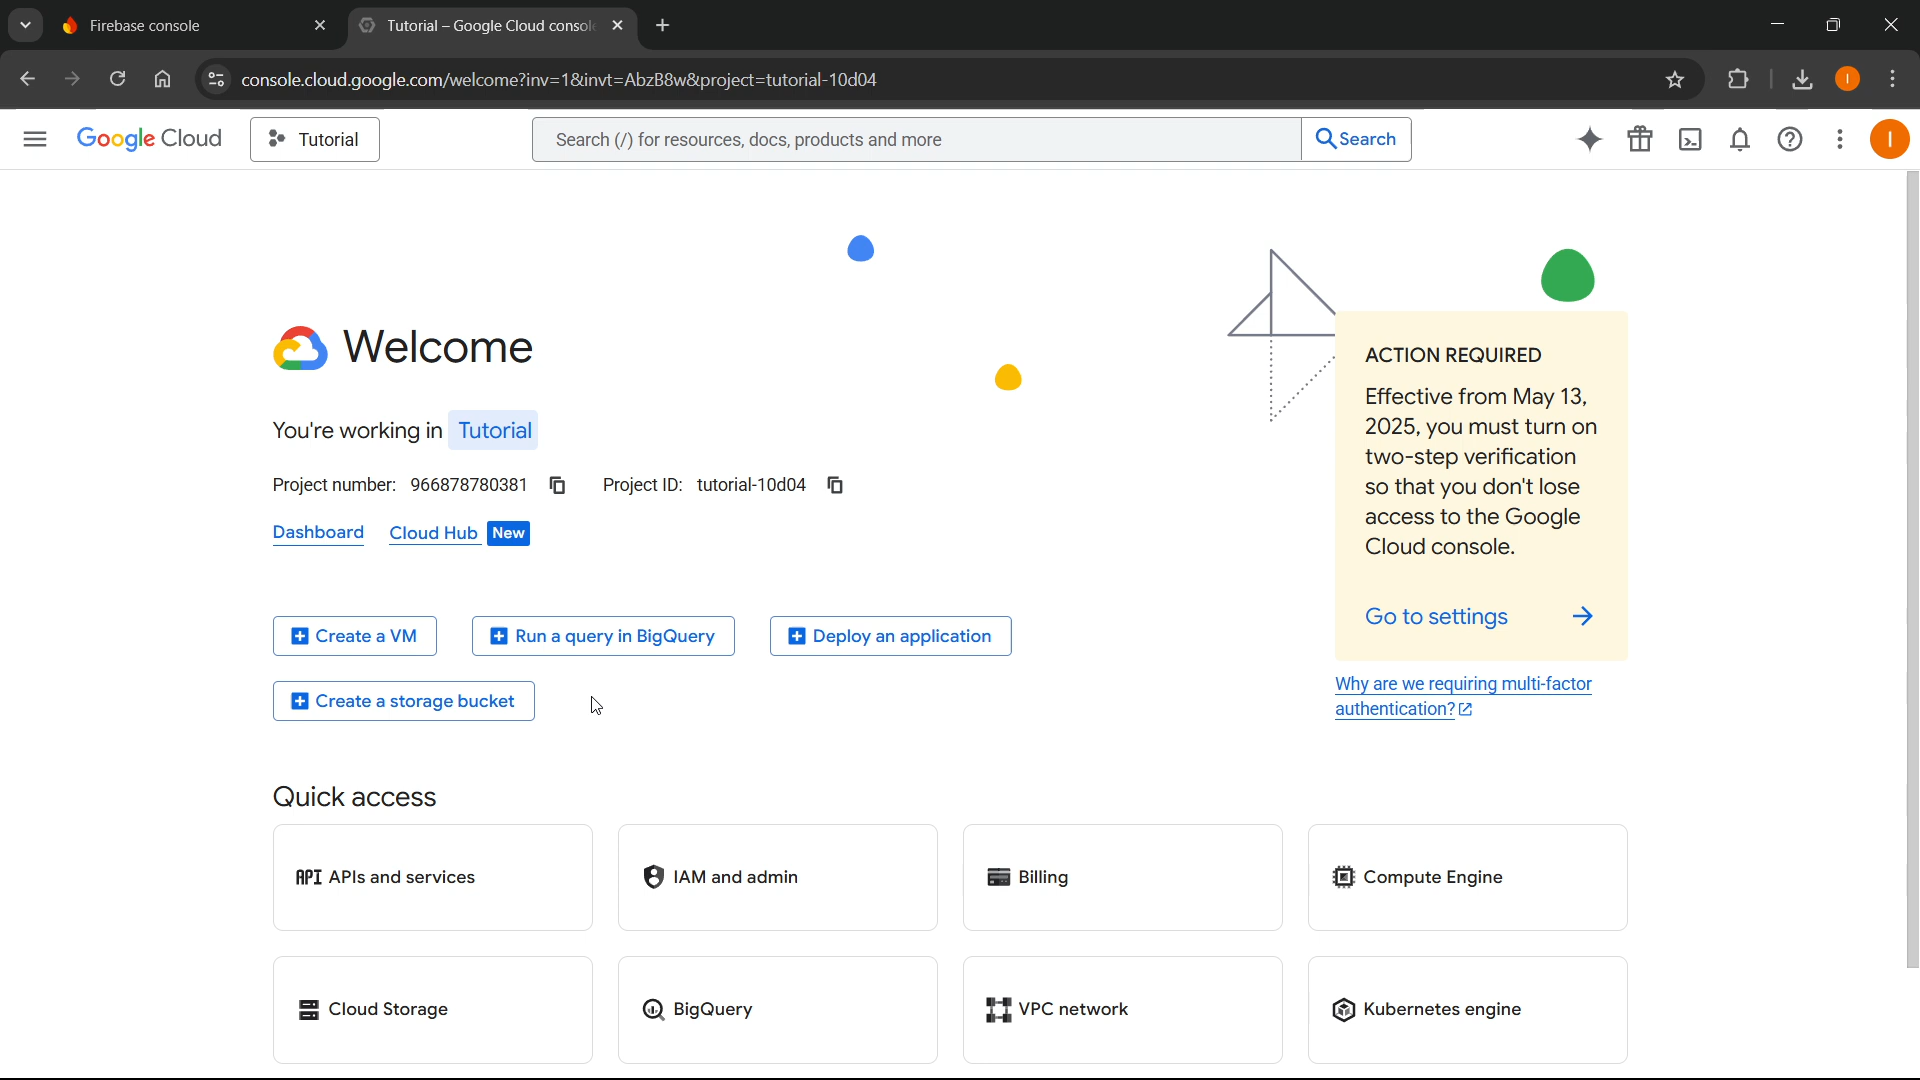 Firebase console
Tutorial – Google Cloud consol
console.cloud.google.com/welcome?inv=1&invt=AbzB8w&project=tutorial-10d04
I
Google Cloud
Tutorial
Search (/) for resources, docs, products and more
Search
I
Welcome
You're working in Tutorial
Project number: 966878780381 Project ID: tutorial-10d04
Dashboard Cloud Hub New
Create a VM Run a query in BigQuery Deploy an application
Create a storage bucket
ACTION REQUIRED
Effective from May 13,
2025, you must turn on
two-step verification
so that you don't lose
access to the Google
Cloud console.
Go to settings
Why are we requiring multi-factor
authentication?
Quick access
API APIs and services IAM and admin Billing Compute Engine
Cloud Storage BigQuery VPC network Kubernetes engine